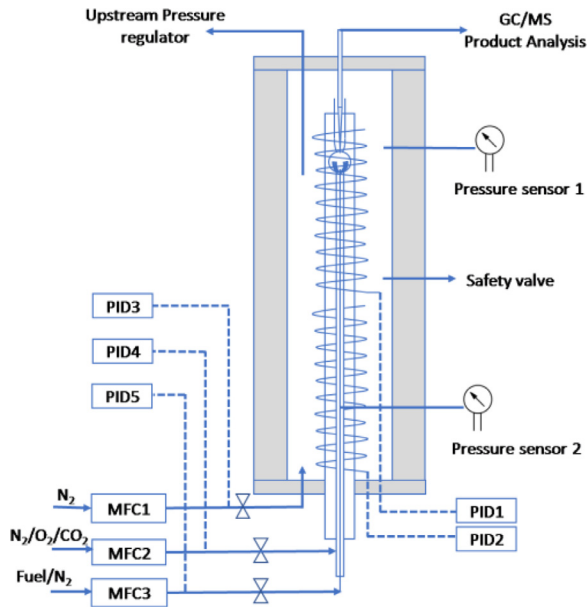 Upstream Pressure
regulator
GC/MS
Product Analysis
Pressure sensor 1
Safety valve
PID3
PID4
PID5
Pressure sensor 2
N₂
MFC1
PID1
N₂/O₂/CO₂
MFC2
PID2
Fuel/N₂
MFC3